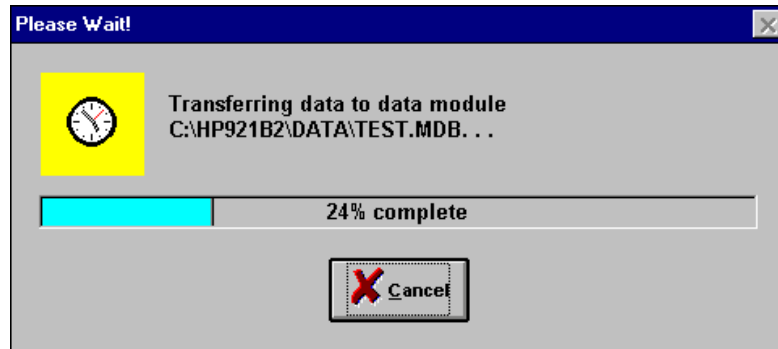 Please Wait!
Transferring data to data module
C:\HP921B2\DATA\TEST.MDB. . .
24% complete
Cancel